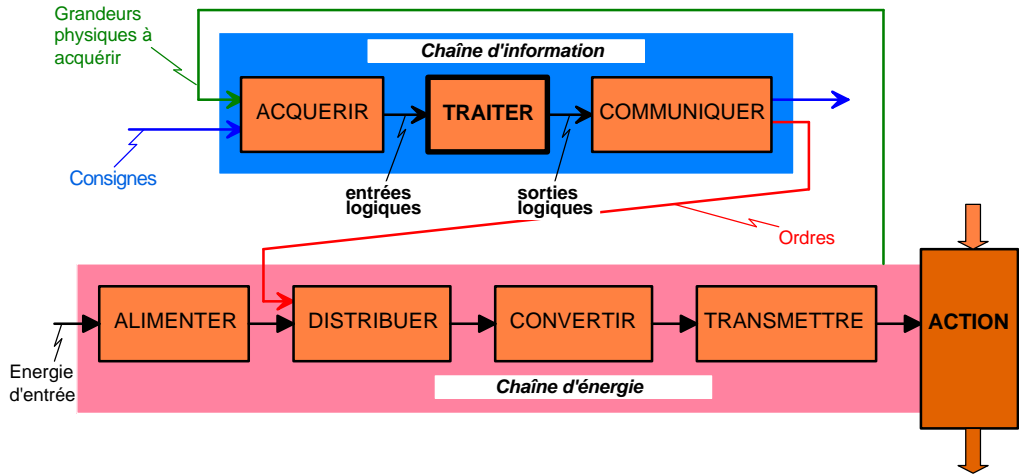 Grandeurs
physiques à
acquérir
Chaîne d'information
ACQUERIR
TRAITER
COMMUNIQUER
Consignes
entrées
logiques
sorties
logiques
Ordres
ALIMENTER
DISTRIBUER
CONVERTIR
TRANSMETTRE
ACTION
Energie
d'entrée
Chaîne d'énergie